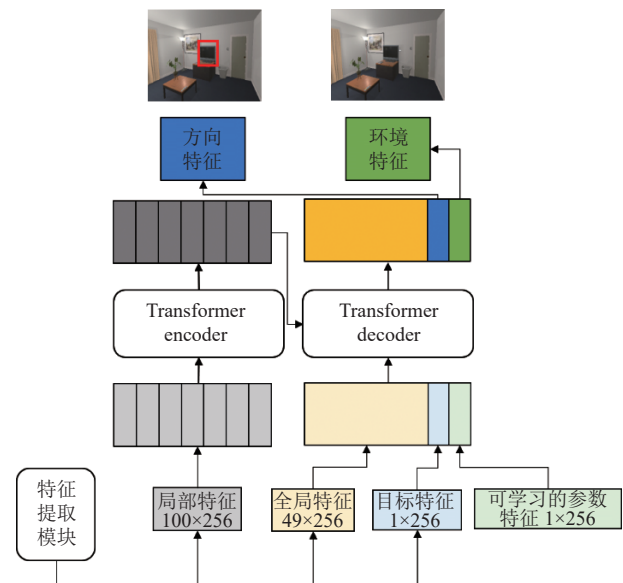 方向
特征
环境
特征
Transformer
encoder
Transformer
decoder
特征
提取
模块
局部特征
100×256
全局特征
49×256
目标特征
1×256
可学习的参数
特征 1×256